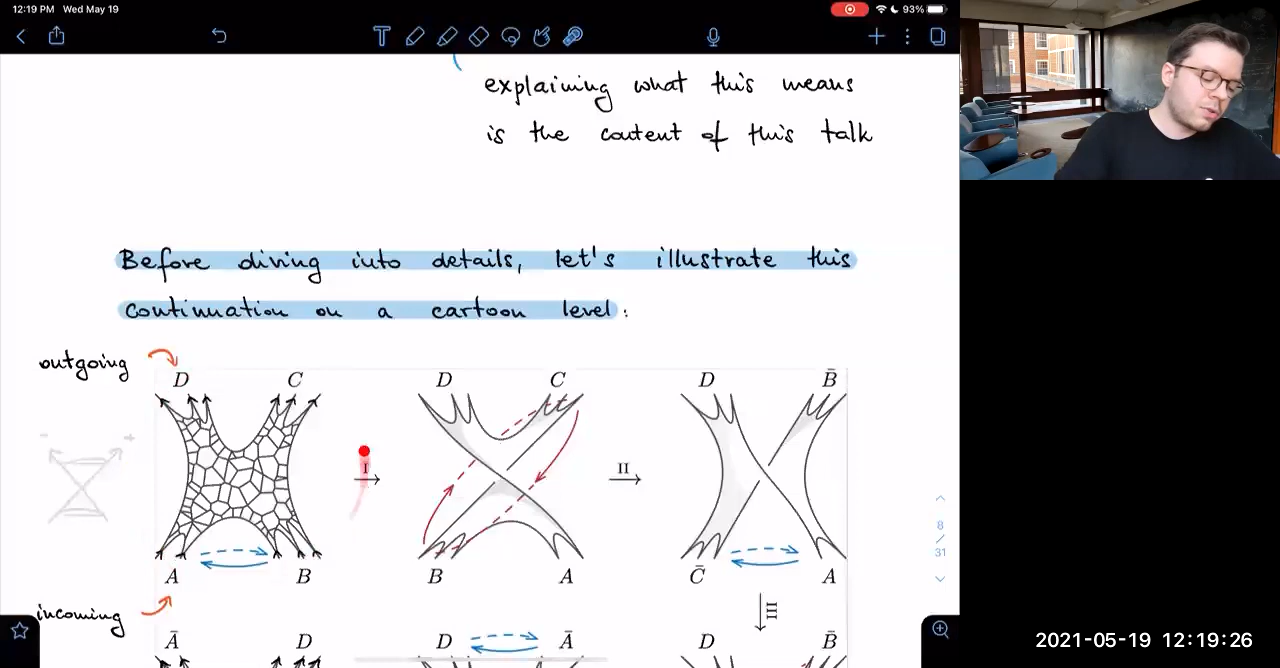 12:19 PM Wed May 19
93%
explaining what this means
is the content of this talk
Before diving into details, let's illustrate this
continuation on a cartoon level:
outgoing
D C D C D B̄
- +
I II
8
/
31
A B B A C̄ A
incoming
III
Ā D D Ā D B̄
2021-05-19 12:19:26